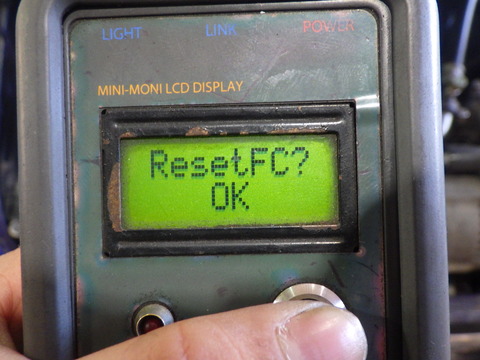 LIGHT LINK POWER
MINI-MONI LCD DISPLAY
ResetFC?
OK